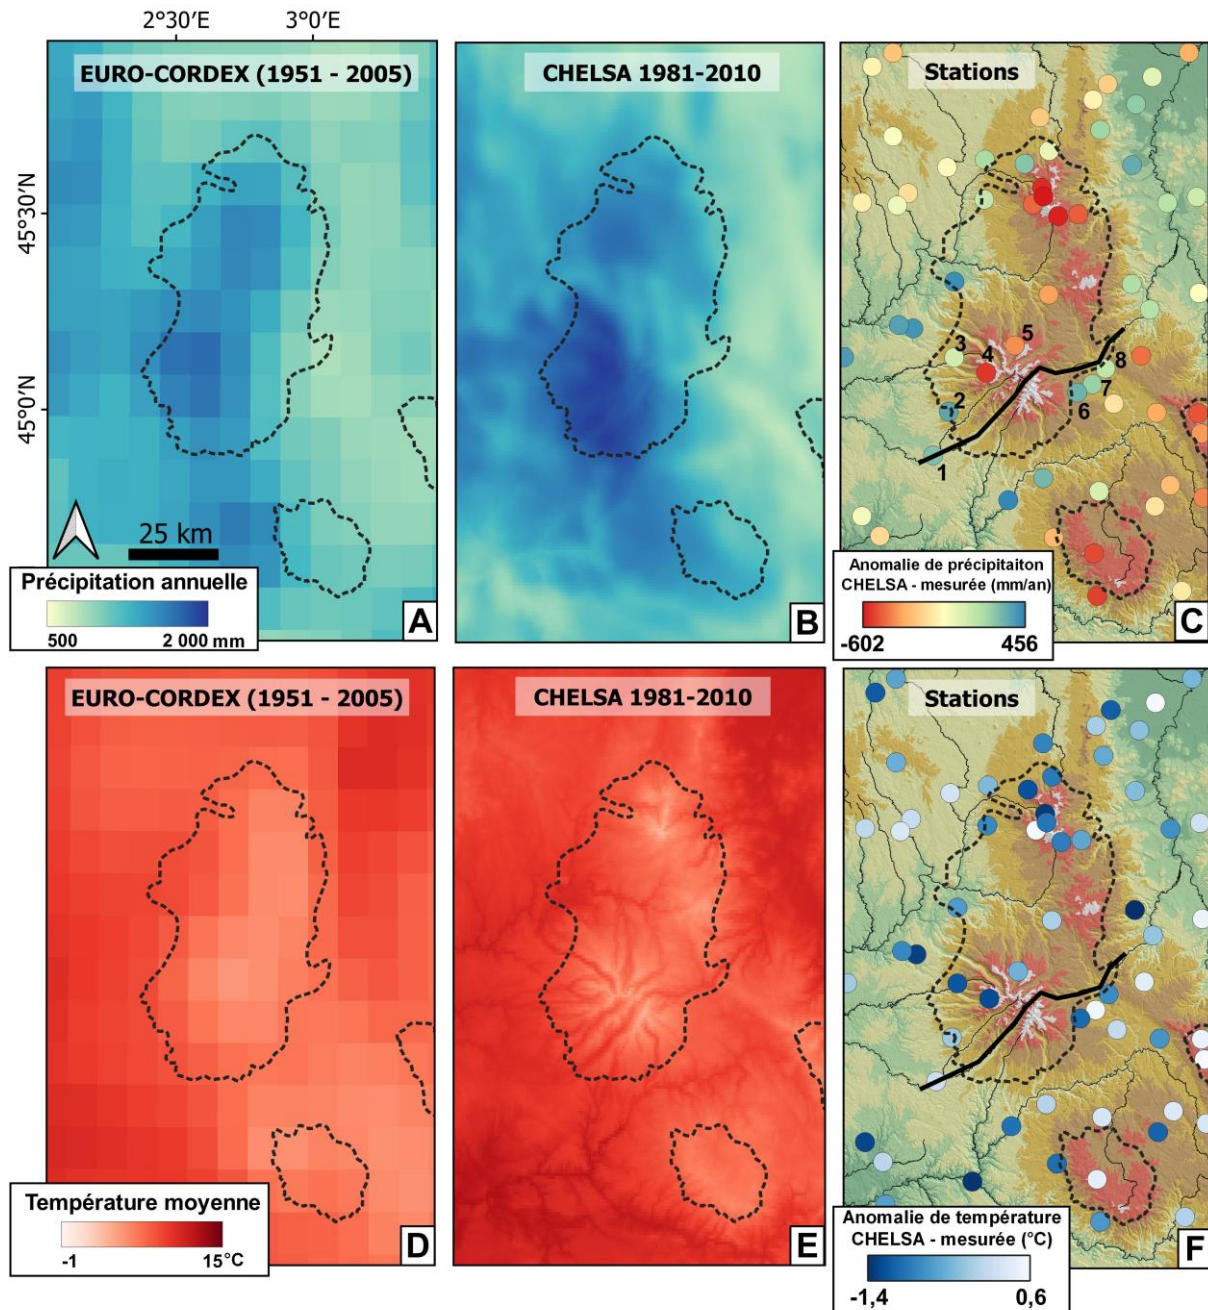 2°30′E
3°0′E
45°30′N
45°0′N
EURO-CORDEX (1951 - 2005)
25 km
Précipitation annuelle
500
2 000 mm
A
CHELSA 1981-2010
B
Stations
3
4
5
8
2
7
6
1
Anomalie de précipitaiton
CHELSA - mesurée (mm/an)
-602
456
C
EURO-CORDEX (1951 - 2005)
Température moyenne
-1
15°C
D
CHELSA 1981-2010
E
Stations
Anomalie de température
CHELSA - mesurée (°C)
-1,4
0,6
F